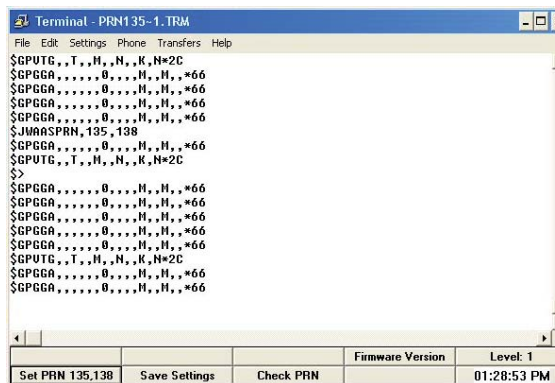 Terminal - PRN135~1.TRM
File Edit Settings Phone Transfers Help
$GPVTG,,T,,M,,N,,K,N*2C
$GPGGA,,,,,,0,,,,M,,M,,*66
$GPGGA,,,,,,0,,,,M,,M,,*66
$GPGGA,,,,,,0,,,,M,,M,,*66
$GPGGA,,,,,,0,,,,M,,M,,*66
$JWAASPRN,135,138
$GPGGA,,,,,,0,,,,M,,M,,*66
$GPVTG,,T,,M,,N,,K,N*2C
$>
$GPGGA,,,,,,0,,,,M,,M,,*66
$GPGGA,,,,,,0,,,,M,,M,,*66
$GPGGA,,,,,,0,,,,M,,M,,*66
$GPGGA,,,,,,0,,,,M,,M,,*66
$GPGGA,,,,,,0,,,,M,,M,,*66
$GPVTG,,T,,M,,N,,K,N*2C
$GPGGA,,,,,,0,,,,M,,M,,*66
$GPGGA,,,,,,0,,,,M,,M,,*66
Firmware Version Level: 1
Set PRN 135,138 Save Settings Check PRN 01:28:53 PM